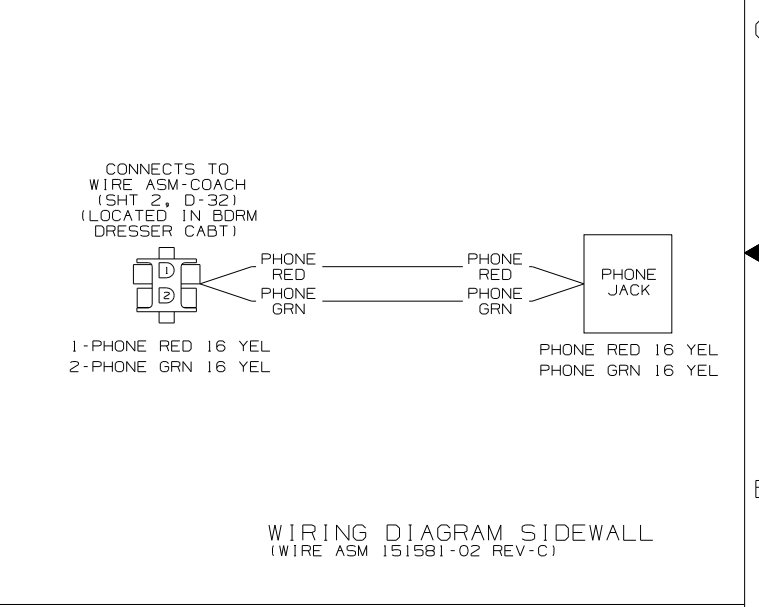 CONNECTS TO
WIRE ASM-COACH
(SHT 2, D-32)
(LOCATED IN BDRM
DRESSER CABT)
1
2
PHONE
RED
PHONE
GRN
PHONE
RED
PHONE
GRN
PHONE
JACK
1-PHONE RED 16 YEL
2-PHONE GRN 16 YEL
PHONE RED 16 YEL
PHONE GRN 16 YEL
WIRING DIAGRAM SIDEWALL
(WIRE ASM 151581-02 REV-C)